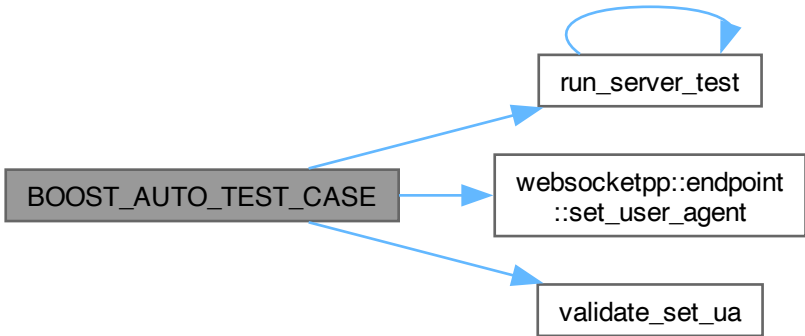 run_server_test
BOOST_AUTO_TEST_CASE
websocketpp::endpoint
::set_user_agent
validate_set_ua